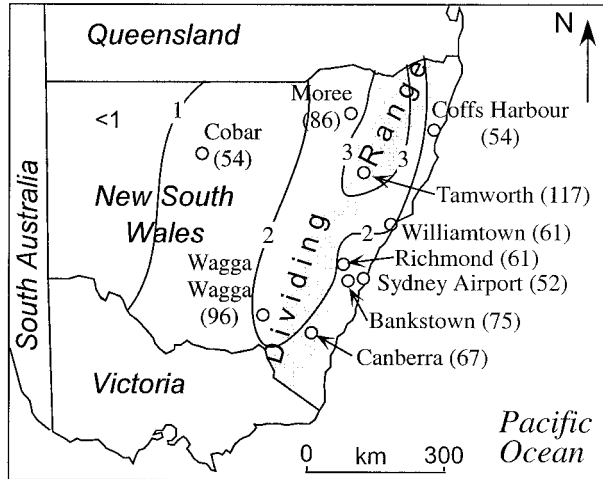 Queensland
N
<1
1
Moree
(86)
Coffs Harbour
(54)
Cobar
(54)
3
3
Range
Tamworth (117)
New South
Wales
2
2
Williamtown (61)
Richmond (61)
Sydney Airport (52)
Bankstown (75)
Canberra (67)
Wagga
Wagga
(96)
Dividing
South Australia
Victoria
Pacific
Ocean
0 km 300